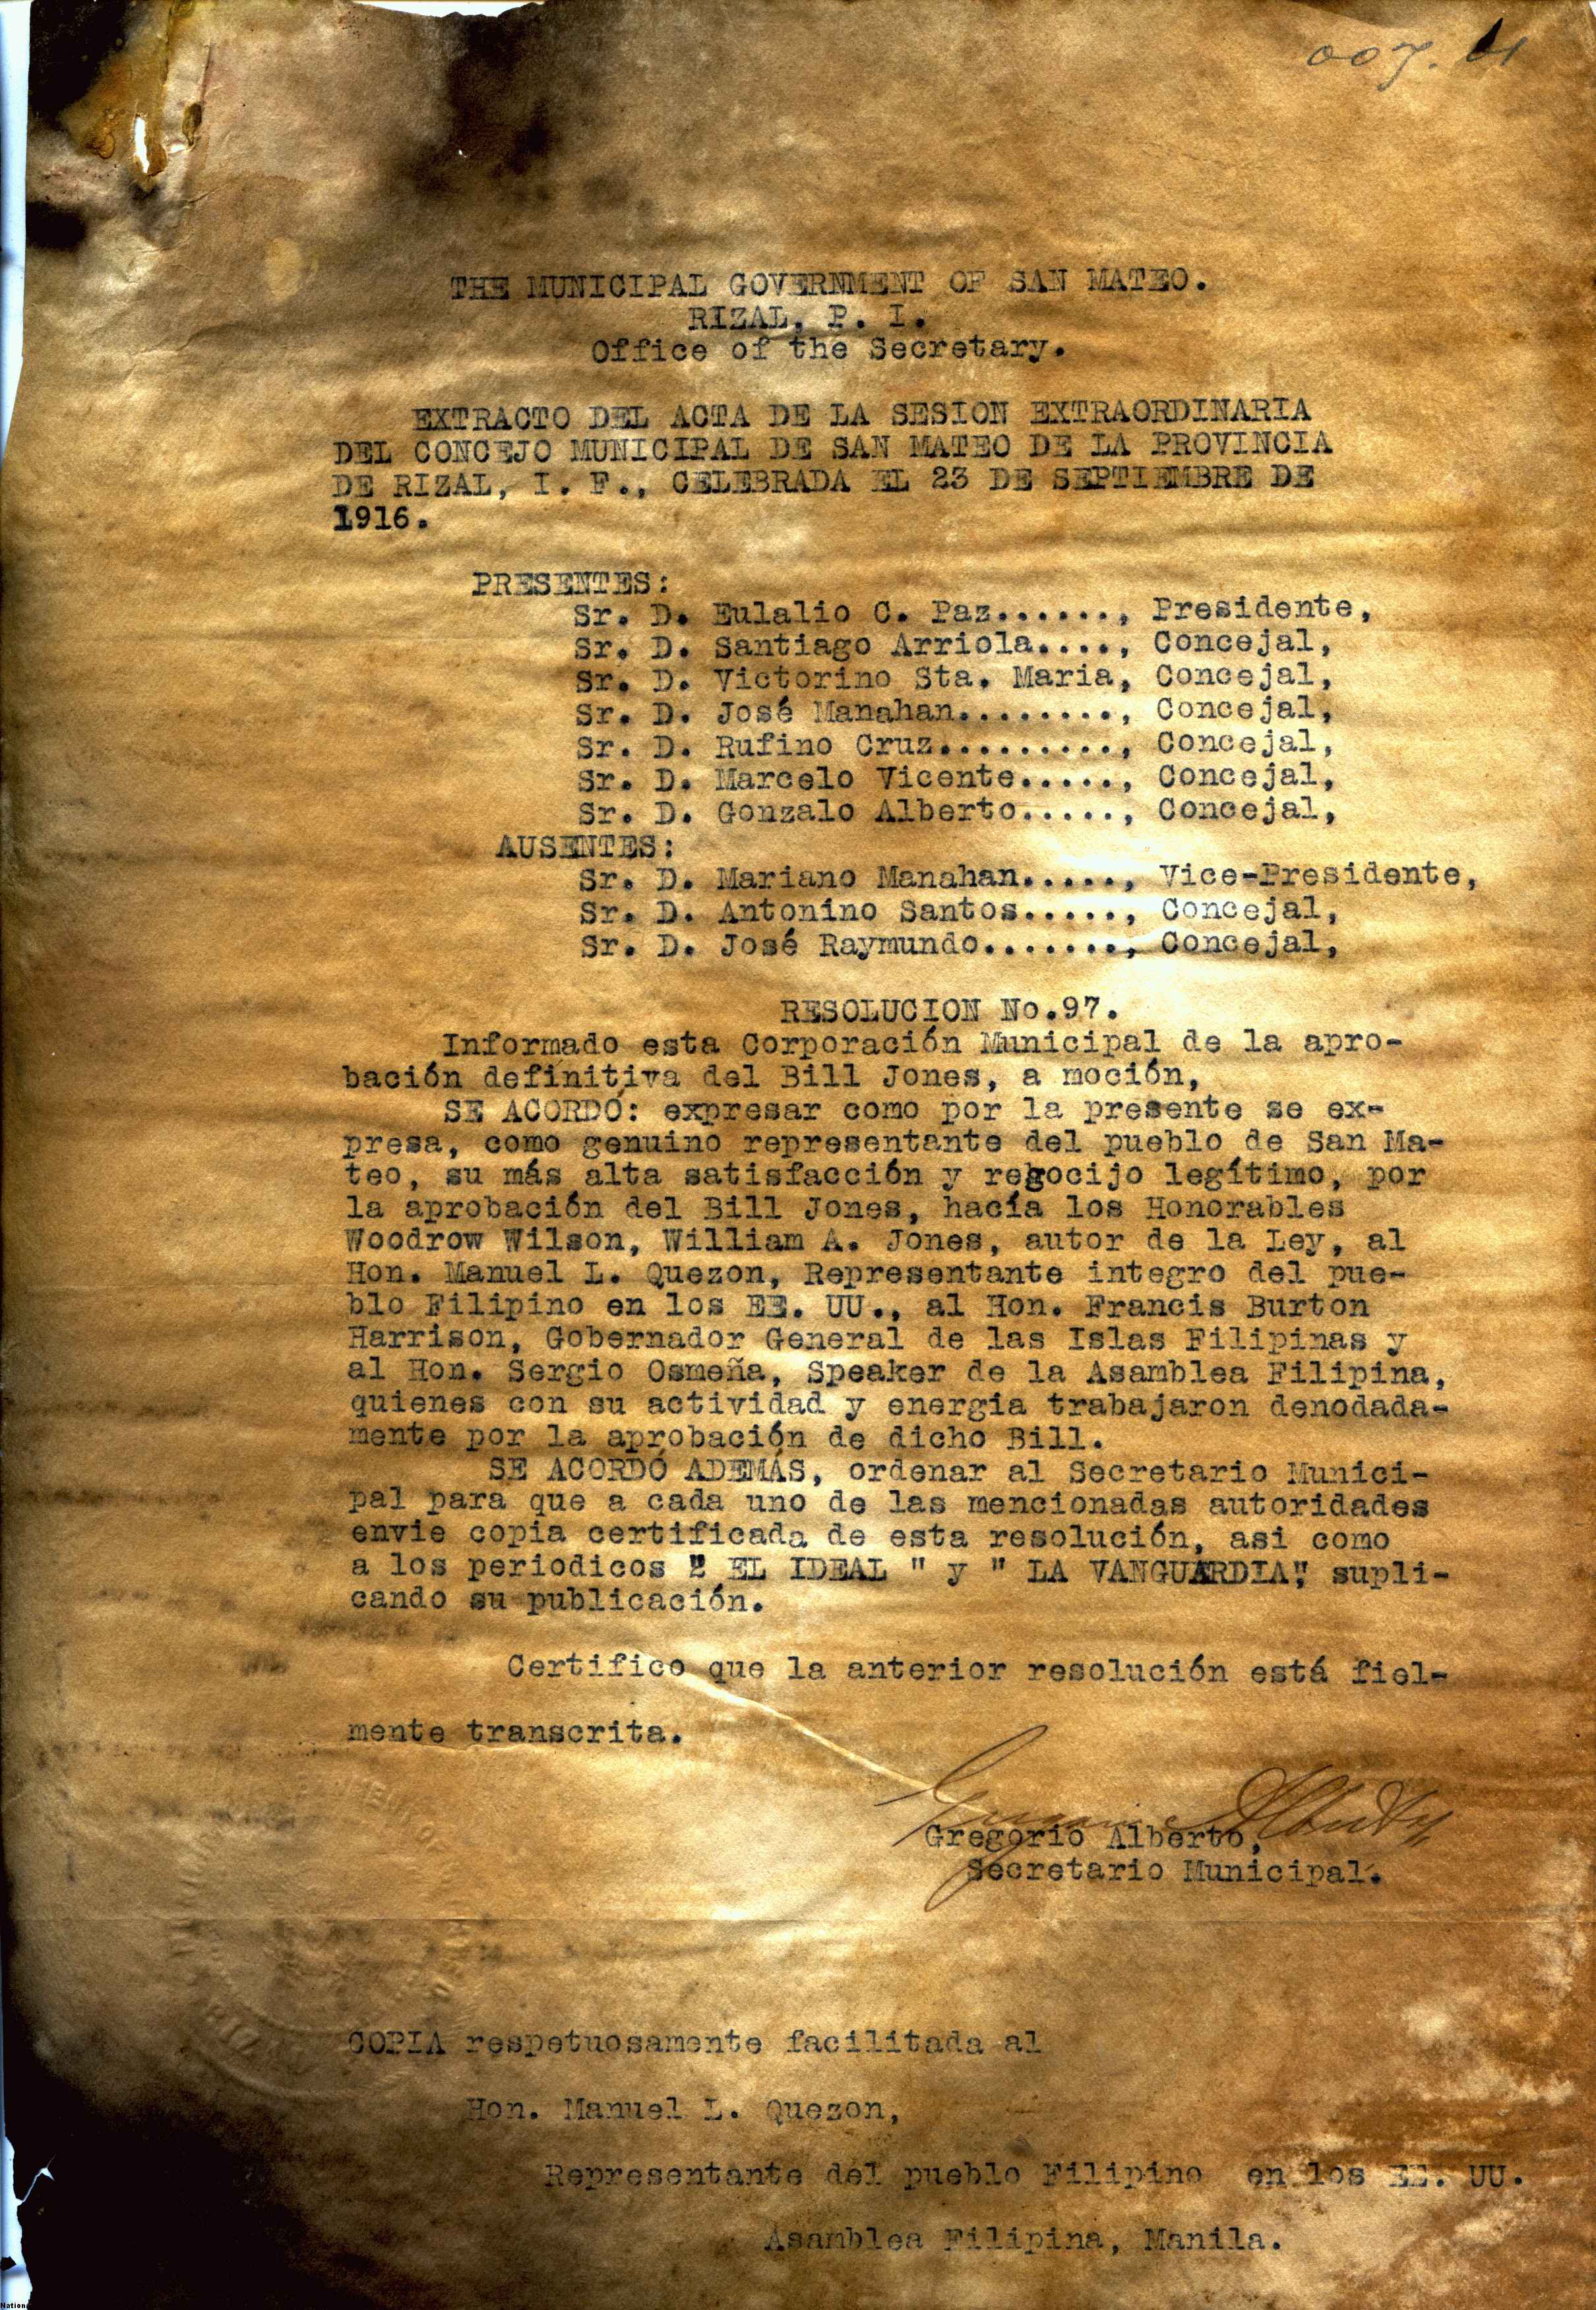 THE MUNICIPAL GOVERNMENT OF SAN MATEO.
RIZAL, P. I.
Office of the Secretary.
EXTRACTO DEL ACTA DE LA SESION EXTRAORDINARIA
DEL CONCEJO MUNICIPAL DE SAN MATEO DE LA PROVINCIA
DE RIZAL, I. F., CELEBRADA EL 23 DE SEPTIEMBRE DE
1916.
PRESENTES:
Sr. D. Eulalio C. Paz......, Presidente,
Sr. D. Santiago Arriola...., Concejal,
Sr. D. Victorino Sta. Maria, Concejal,
Sr. D. José Manahan........, Concejal,
Sr. D. Rufino Cruz.........., Concejal,
Sr. D. Marcelo Vicente....., Concejal,
Sr. D. Gonzalo Alberto....., Concejal,
AUSENTES:
Sr. D. Mariano Manahan....., Vice-Presidente,
Sr. D. Antonino Santos....., Concejal,
Sr. D. José Raymundo......., Concejal,
RESOLUCION No.97.
Informado esta Corporación Municipal de la apro-
bación definitiva del Bill Jones, a moción,
SE ACORDÓ: expresar como por la presente se ex-
presa, como genuino representante del pueblo de San Ma-
teo, su más alta satisfacción y regocijo legítimo, por
la aprobación del Bill Jones, hacía los Honorables
Woodrow Wilson, William A. Jones, autor de la Ley, al
Hon. Manuel L. Quezon, Representante integro del pue-
blo Filipino en los EE. UU., al Hon. Francis Burton
Harrison, Gobernador General de las Islas Filipinas y
al Hon. Sergio Osmeña, Speaker de la Asamblea Filipina,
quienes con su actividad y energia trabajaron denodada-
mente por la aprobación de dicho Bill.
SE ACORDÓ ADEMÁS, ordenar al Secretario Munici-
pal para que a cada uno de las mencionadas autoridades
envie copia certificada de esta resolución, asi como
a los periodicos " EL IDEAL " y " LA VANGUARDIA", supli-
cando su publicación.
Certifico que la anterior resolución está fiel-
mente transcrita.
Gregorio Alberto,
Secretario Municipal.
COPIA respetuosamente facilitada al
Hon. Manuel L. Quezon,
Representante del pueblo Filipino en los EE. UU.
Asamblea Filipina, Manila.